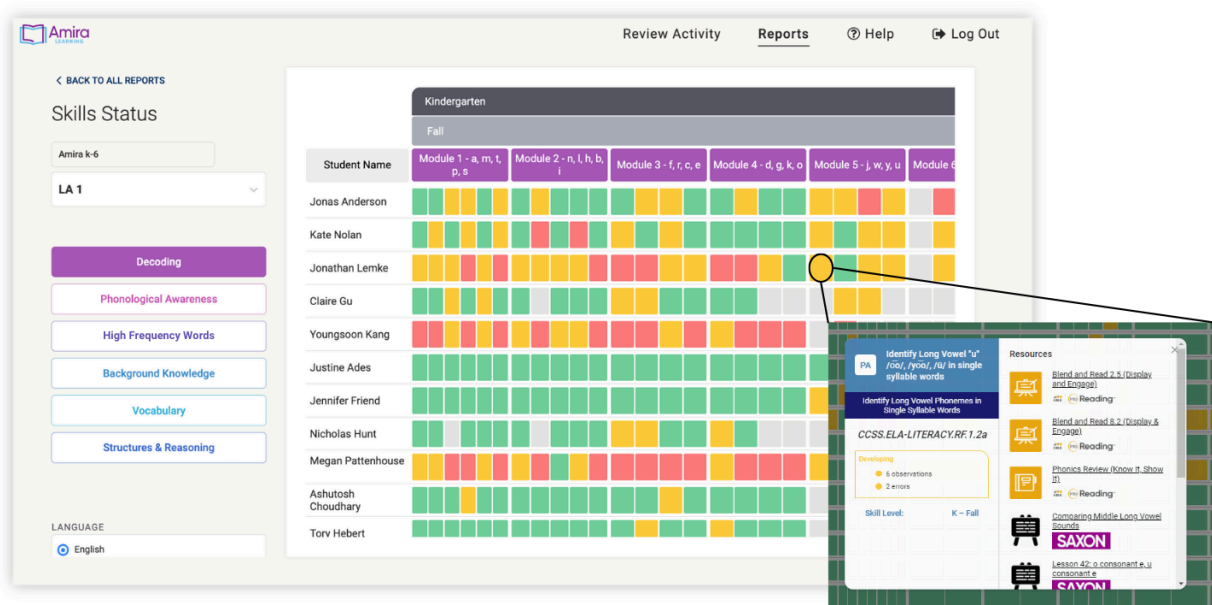 Amira
LEARNING
Review Activity
Reports
Help
Log Out
BACK TO ALL REPORTS
Skills Status
Amira k-6
LA 1
Decoding
Phonological Awareness
High Frequency Words
Background Knowledge
Vocabulary
Structures & Reasoning
LANGUAGE
English
Kindergarten
Fall
Student Name
Module 1 - a, m, t,
p, s
Module 2 - n, l, h, b,
i
Module 3 - f, r, c, e
Module 4 - d, g, k, o
Module 5 - j, w, y, u
Module 6
Jonas Anderson
Kate Nolan
Jonathan Lemke
Claire Gu
Youngsoon Kang
Justine Ades
Jennifer Friend
Nicholas Hunt
Megan Pattenhouse
Ashutosh
Choudhary
Tory Hebert
PA
Identify Long Vowel "u"
/o͞o/, /yo͞o/, /ü/ in single
syllable words
Identify Long Vowel Phonemes in
Single Syllable Words
CCSS.ELA-LITERACY.RF.1.2a
Developing
6 observations
2 errors
Skill Level:
K – Fall
Resources
Blend and Read 2.5 (Display
and Engage)
Reading
Blend and Read 8.2 (Display &
Engage)
Reading
Phonics Review (Know It, Show
It)
Reading
Comparing Middle Long Vowel
Sounds
SAXON
Lesson 42: o consonant e, u
consonant e
SAXON